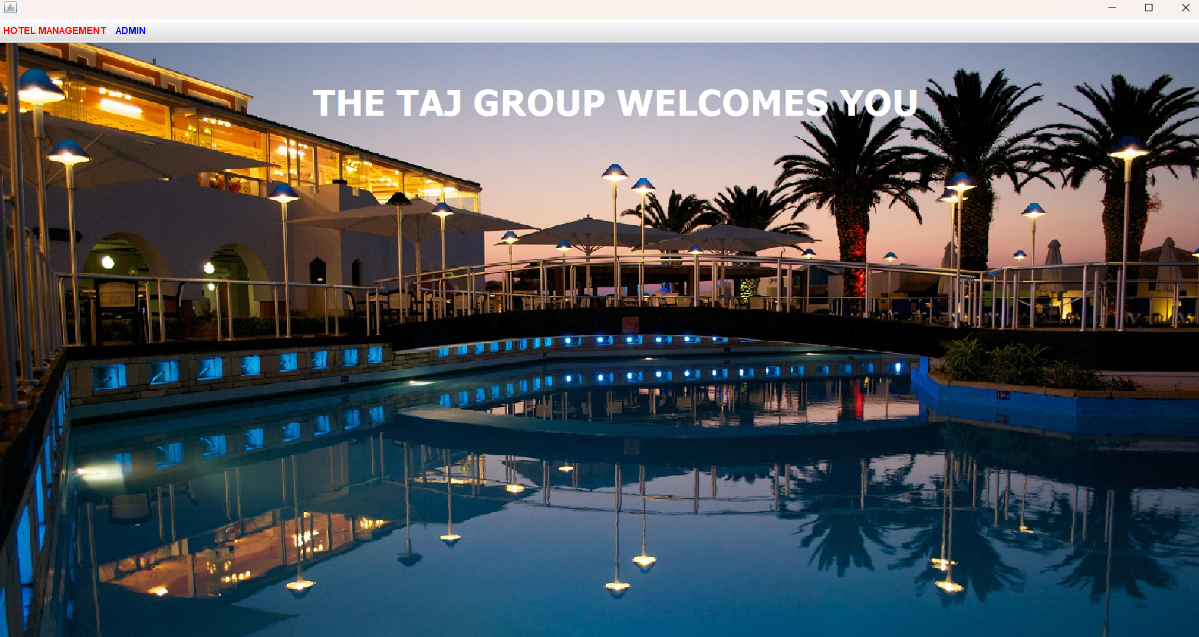 HOTEL MANAGEMENT ADMIN
THE TAJ GROUP WELCOMES YOU